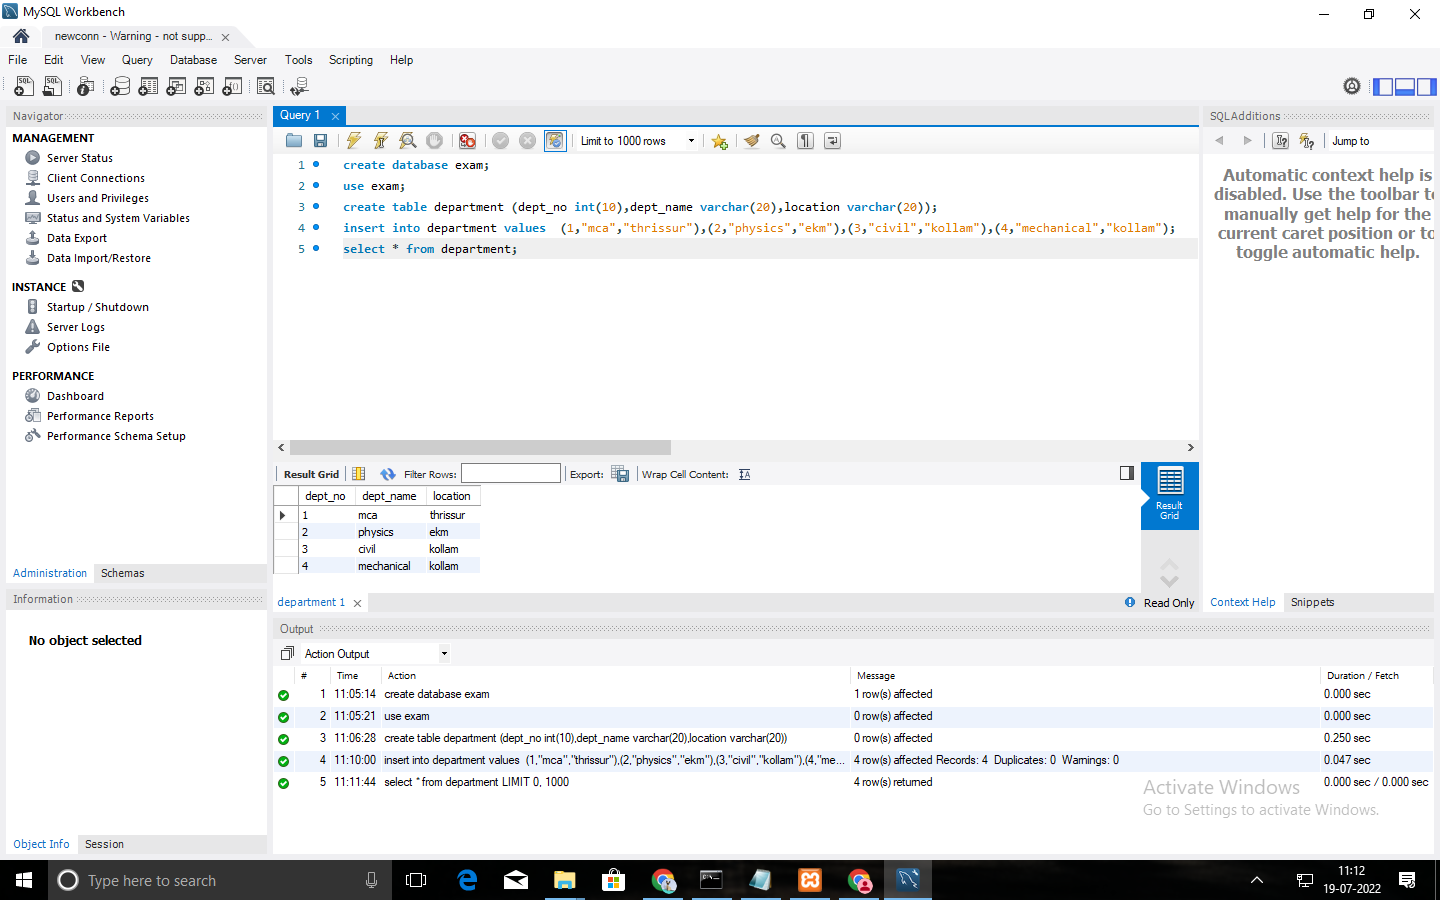 MySQL Workbench
newconn - Warning - not supp...
File Edit View Query Database Server Tools Scripting Help
Navigator
MANAGEMENT
Server Status
Client Connections
Users and Privileges
Status and System Variables
Data Export
Data Import/Restore
INSTANCE
Startup / Shutdown
Server Logs
Options File
PERFORMANCE
Dashboard
Performance Reports
Performance Schema Setup
Administration Schemas
Information
No object selected
Object Info Session
Query 1
Limit to 1000 rows
1 create database exam;
2 use exam;
3 create table department (dept_no int(10),dept_name varchar(20),location varchar(20));
4 insert into department values  (1,"mca","thrissur"),(2,"physics","ekm"),(3,"civil","kollam"),(4,"mechanical","kollam");
5 select * from department;
Result Grid Filter Rows: Export: Wrap Cell Content:
dept_no dept_name location
1 mca thrissur
2 physics ekm
3 civil kollam
4 mechanical kollam
Result
Grid
department 1
Read Only
SQLAdditions
Jump to
Automatic context help is
disabled. Use the toolbar to
manually get help for the
current caret position or to
toggle automatic help.
Context Help Snippets
Output
Action Output
# Time Action Message Duration / Fetch
1 11:05:14 create database exam 1 row(s) affected 0.000 sec
2 11:05:21 use exam 0 row(s) affected 0.000 sec
3 11:06:28 create table department (dept_no int(10),dept_name varchar(20),location varchar(20)) 0 row(s) affected 0.250 sec
4 11:10:00 insert into department values  (1,"mca","thrissur"),(2,"physics","ekm"),(3,"civil","kollam"),(4,"me... 4 row(s) affected Records: 4  Duplicates: 0  Warnings: 0 0.047 sec
5 11:11:44 select * from department LIMIT 0, 1000 4 row(s) returned 0.000 sec / 0.000 sec
Activate Windows
Go to Settings to activate Windows.
Type here to search
11:12
19-07-2022